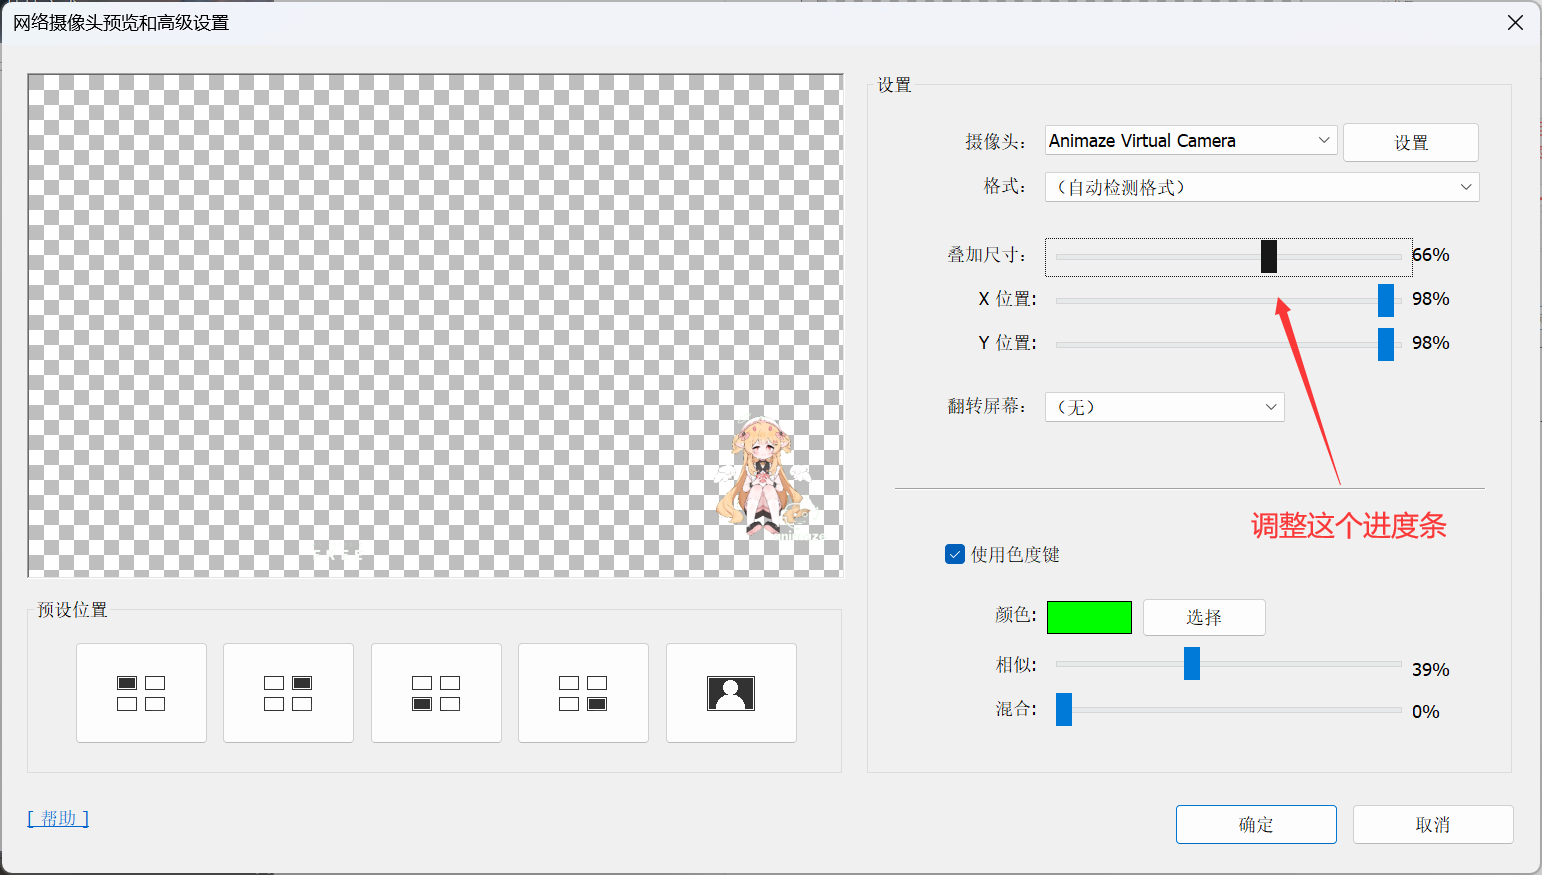 网络摄像头预览和高级设置
设置
摄像头：
Animaze Virtual Camera
设置
格式：
（自动检测格式）
叠加尺寸：
66%
X 位置:
98%
Y 位置:
98%
翻转屏幕：
（无）
调整这个进度条
使用色度键
颜色:
选择
相似:
39%
混合:
0%
FREE
预设位置
[ 帮助 ]
确定
取消